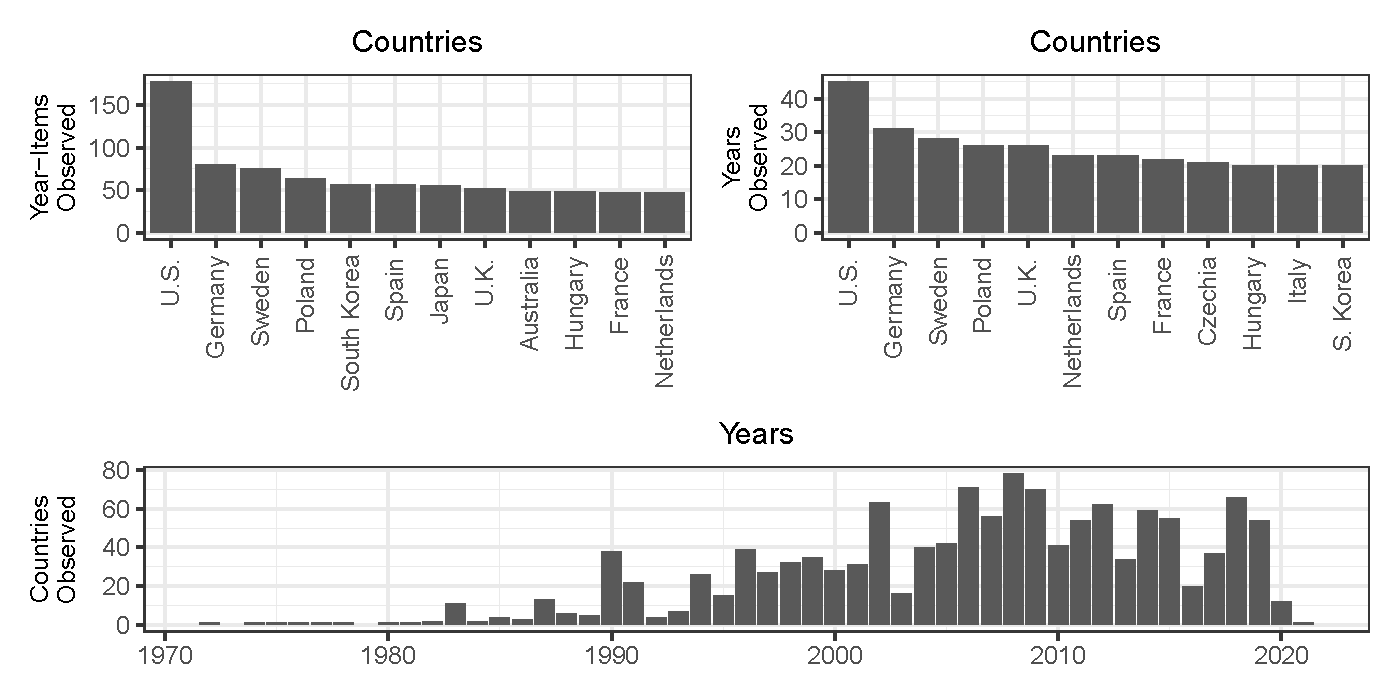 Countries
Year−Items
Observed
150
100
50
0
U.S.
Germany
Sweden
Poland
South Korea
Spain
Japan
U.K.
Australia
Hungary
France
Netherlands
Countries
Years
Observed
40
30
20
10
0
U.S.
Germany
Sweden
Poland
U.K.
Netherlands
Spain
France
Czechia
Hungary
Italy
S. Korea
Years
Countries
Observed
80
60
40
20
0
1970 1980 1990 2000 2010 2020